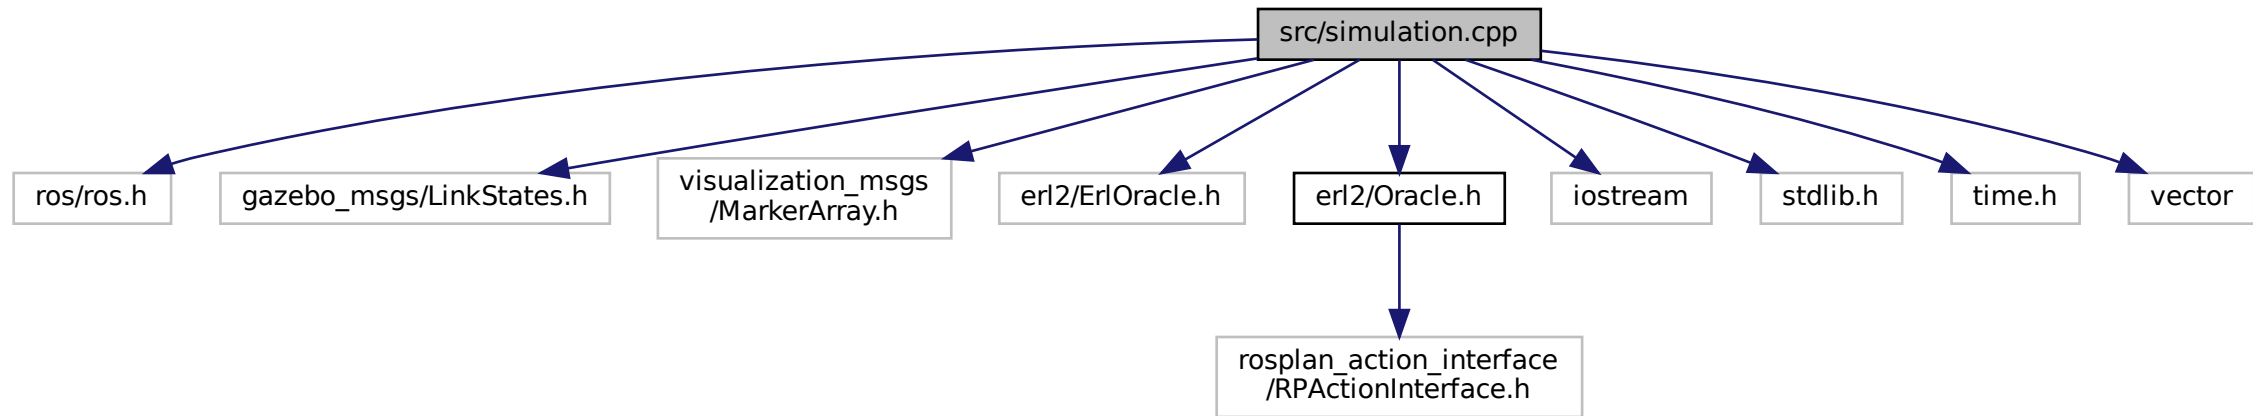 src/simulation.cpp
ros/ros.h
gazebo_msgs/LinkStates.h
visualization_msgs
/MarkerArray.h
erl2/ErlOracle.h
erl2/Oracle.h
iostream
stdlib.h
time.h
vector
rosplan_action_interface
/RPActionInterface.h